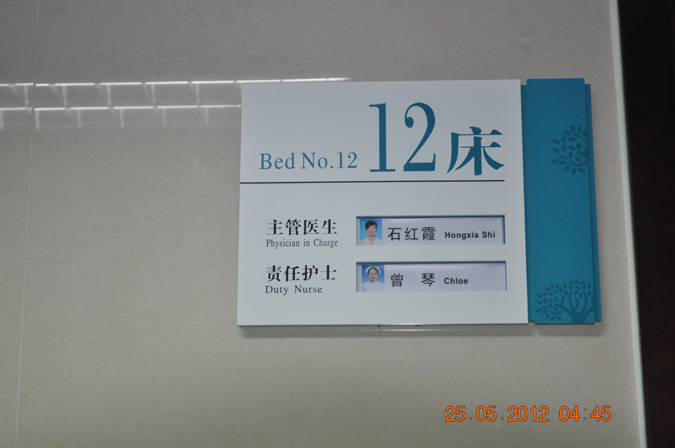 Bed No.12 12床
主管医生
Physician in Charge
石红霞 Hongxia Shi
责任护士
Duty Nurse
曾 琴 Chloe
25.05.2012 04:45